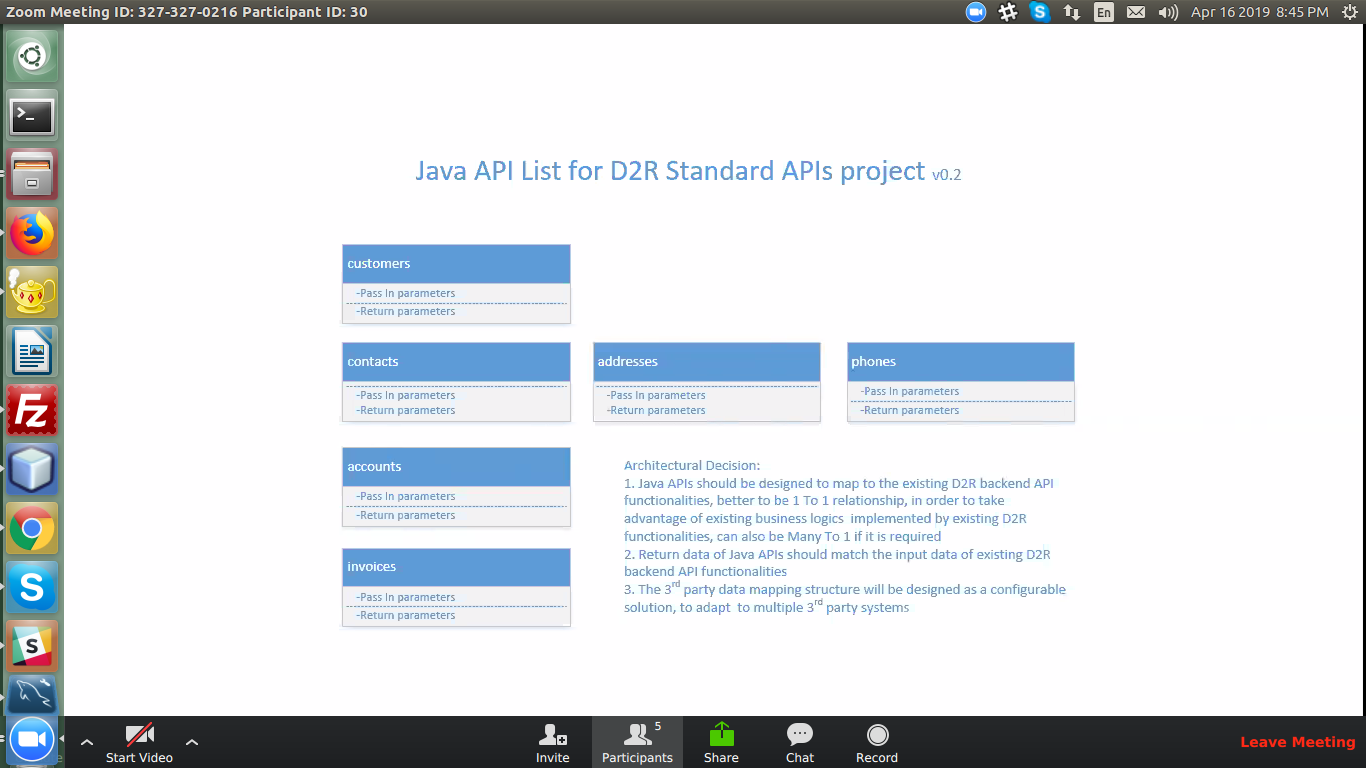 Zoom Meeting ID: 327-327-0216 Participant ID: 30
En
Apr 16 2019 8:45 PM
Java API List for D2R Standard APIs project v0.2
customers
-Pass In parameters
-Return parameters
contacts
-Pass In parameters
-Return parameters
addresses
-Pass In parameters
-Return parameters
phones
-Pass In parameters
-Return parameters
accounts
-Pass In parameters
-Return parameters
invoices
-Pass In parameters
-Return parameters
Architectural Decision:
1. Java APIs should be designed to map to the existing D2R backend API
functionalities, better to be 1 To 1 relationship, in order to take
advantage of existing business logics implemented by existing D2R
functionalities, can also be Many To 1 if it is required
2. Return data of Java APIs should match the input data of existing D2R
backend API functionalities
3. The 3rd party data mapping structure will be designed as a configurable
solution, to adapt to multiple 3rd party systems
Fz
S
S
Start Video
Invite
5
Participants
Share
Chat
Record
Leave Meeting